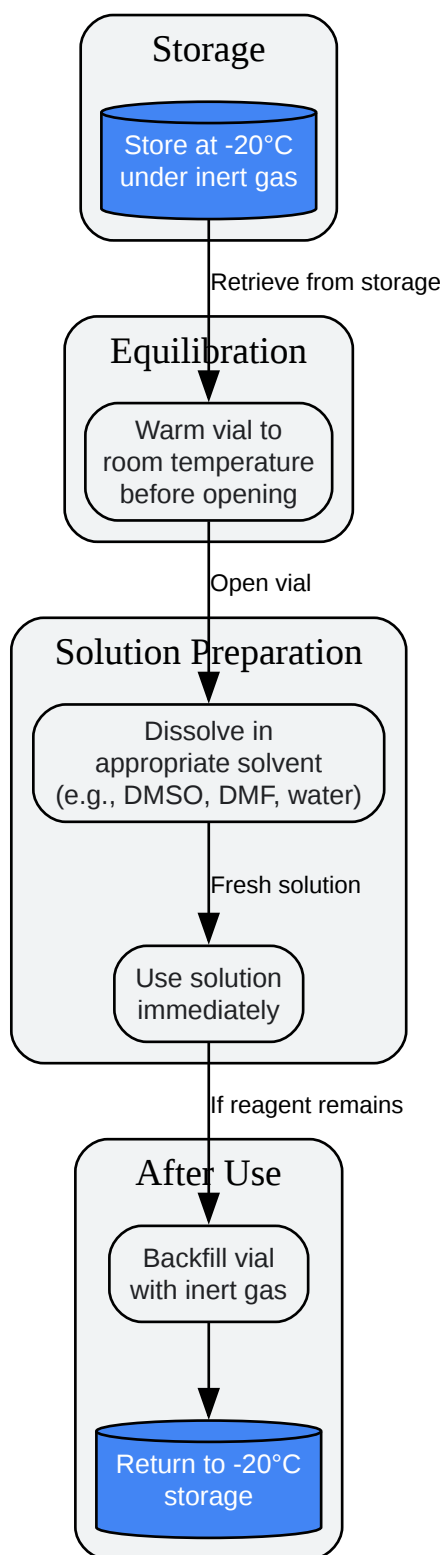 Storage
Store at -20°C
under inert gas
Retrieve from storage
Equilibration
Warm vial to
room temperature
before opening
Open vial
Solution Preparation
Dissolve in
appropriate solvent
(e.g., DMSO, DMF, water)
Fresh solution
Use solution
immediately
If reagent remains
After Use
Backfill vial
with inert gas
Return to -20°C
storage